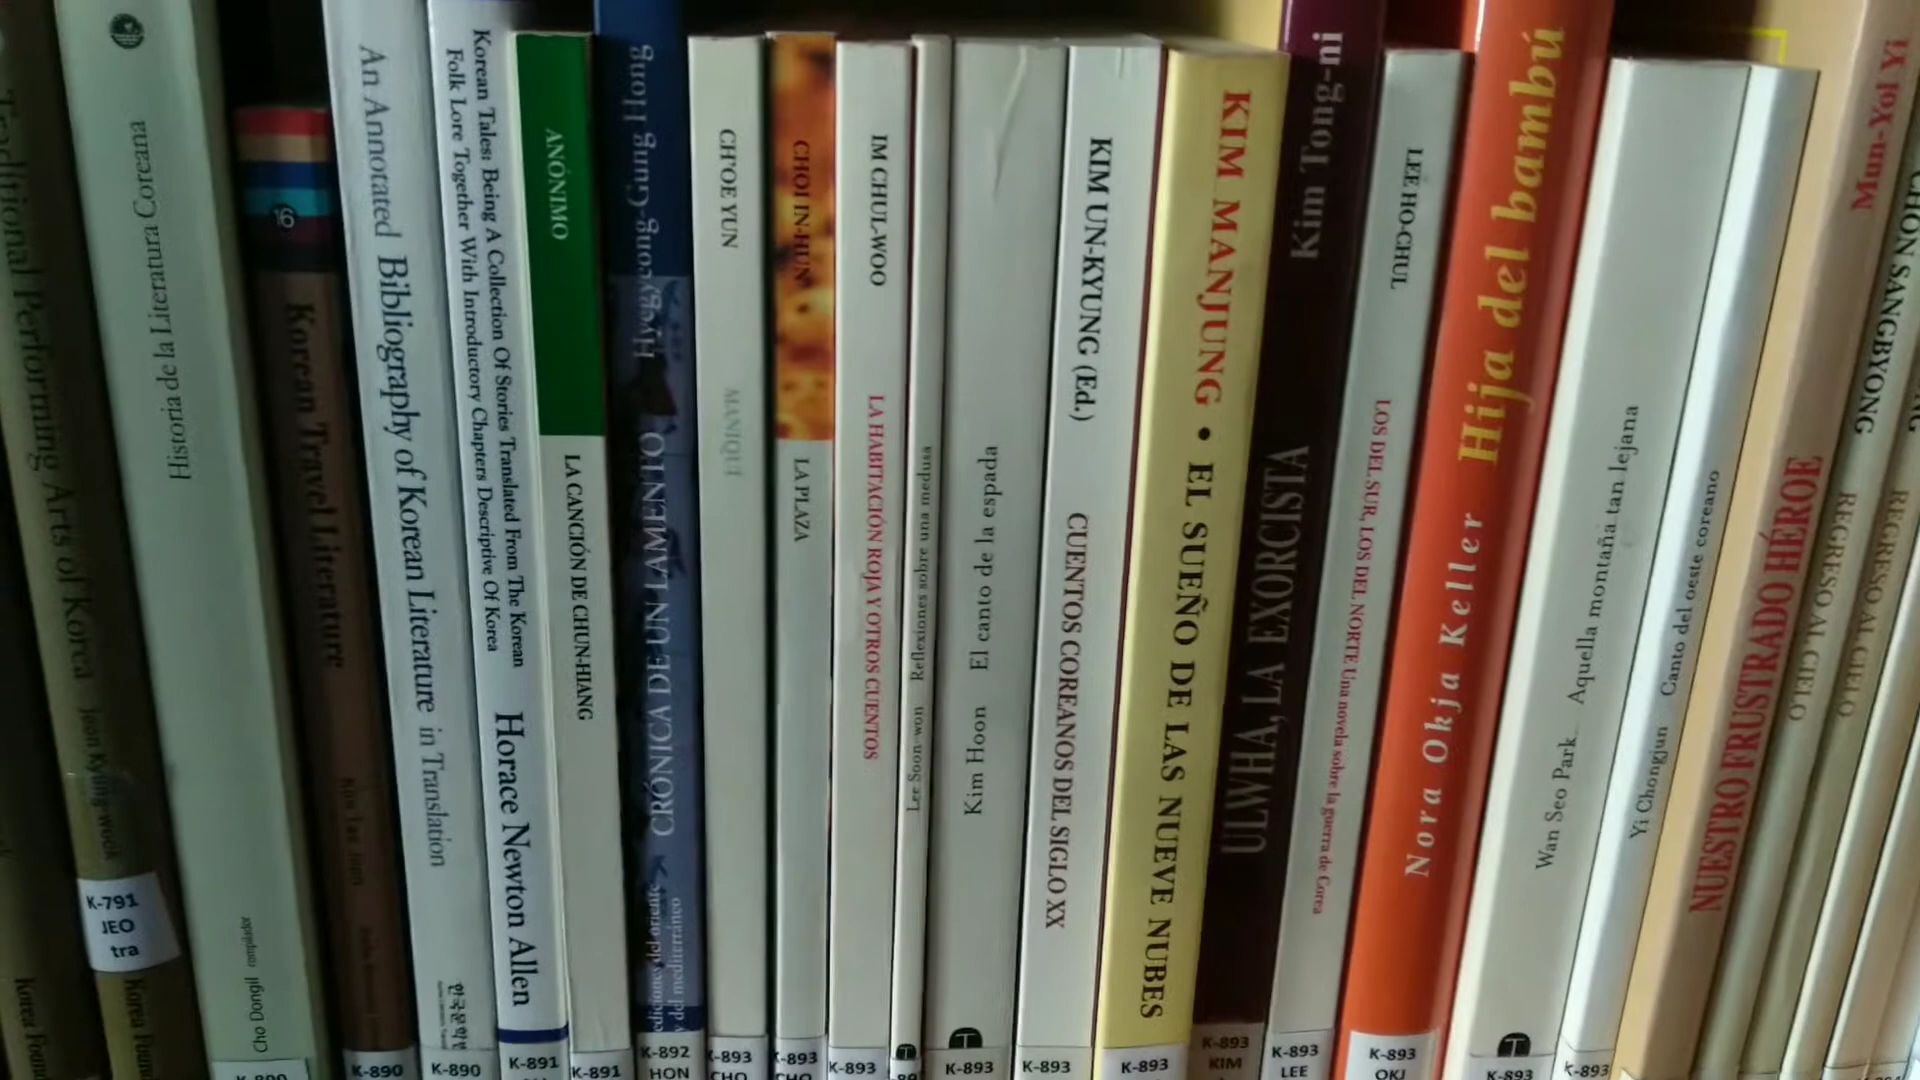 Traditional Performing Arts of Korea
Jeon Kyung-wook
K-791
JEO
tra
Historia de la Literatura Coreana
Cho Dongil
16
Korean Travel Literature
K-890
An Annotated Bibliography of Korean Literature in Translation
K-890
Korean Tales: Being A Collection Of Stories Translated From The Korean
Folk Lore Together With Introductory Chapters Descriptive Of Korea
Horace Newton Allen
K-891
ANÓNIMO
LA CANCIÓN DE CHUN-HIANG
K-891
Hwegyeong-Gung Hong
CRÓNICA DE UN LAMENTO
ediciones del oriente
y del mediterráneo
K-892
HON
CH'OE YUN
MANIQUÍ
K-893
CHO
CHOI IN-HUN
LA PLAZA
K-893
CHO
IM CHUL-WOO
LA HABITACIÓN ROJA Y OTROS CUENTOS
K-893
Lee Soon-won Reflexiones sobre una medusa
Kim Hoon El canto de la espada
K-893
KIM UN-KYUNG (Ed.)
CUENTOS COREANOS DEL SIGLO XX
K-893
KIM MANJUNG • EL SUEÑO DE LAS NUEVE NUBES
K-893
Kim Tong-ni
ULWHA, LA EXORCISTA
K-893
KIM
LEE HO-CHUL
LOS DEL SUR, LOS DEL NORTE Una novela sobre la guerra de Corea
K-893
LEE
Nora Okja Keller Hija del bambú
K-893
OKJ
Wan Seo Park Aquella montaña tan lejana
K-893
Yi Chongjun Canto del oeste coreano
K-893
Mun-Yol Yi
NUESTRO FRUSTRADO HÉROE
CHON SANGBYONG
REGRESO AL CIELO
REGRESO AL CIELO